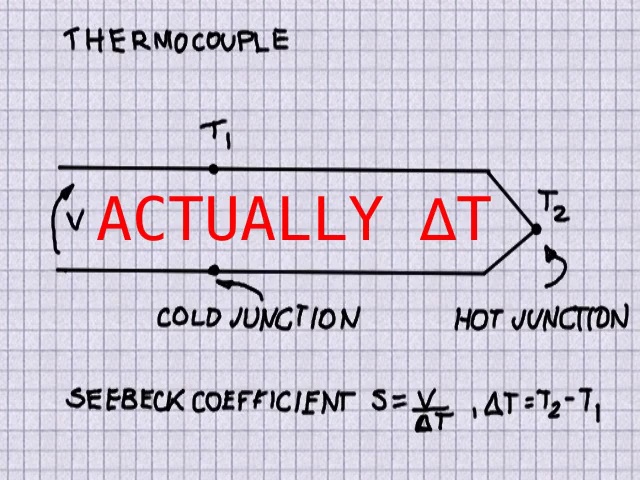 THERMOCOUPLE
T₁
V ACTUALLY ΔT T₂
COLD JUNCTION HOT JUNCTION
SEEBECK COEFFICIENT S = V/ΔT , ΔT = T₂ - T₁